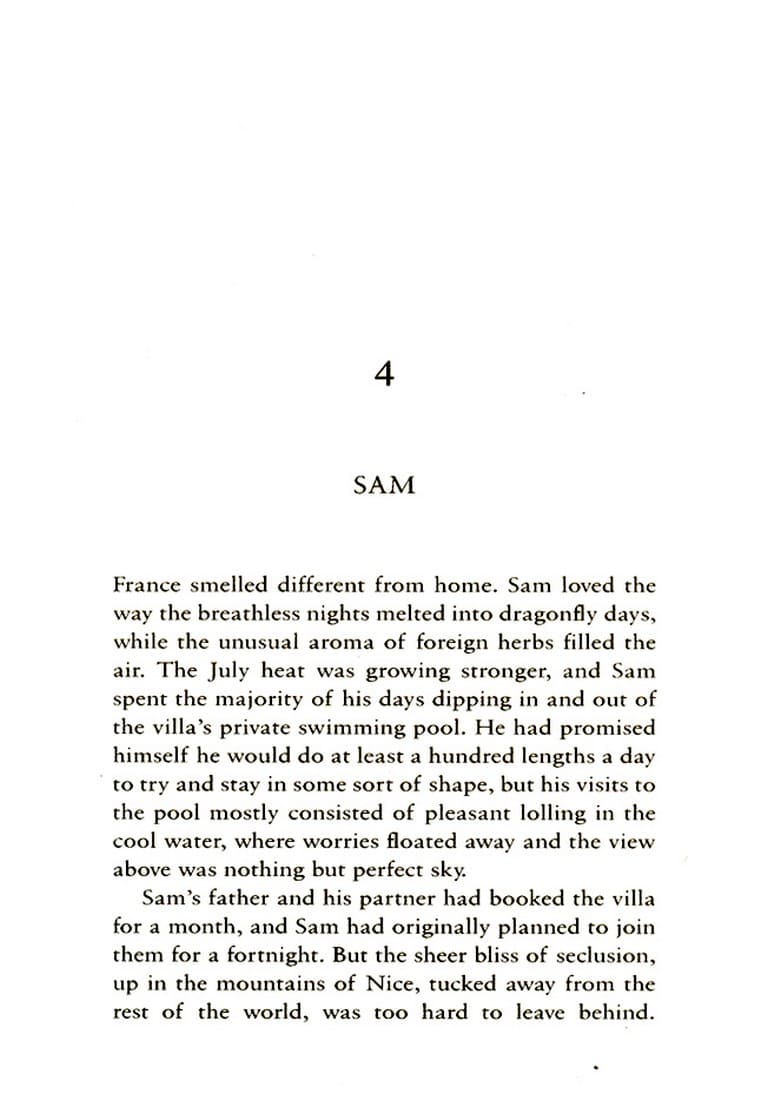 4
SAM
France smelled different from home. Sam loved the
way the breathless nights melted into dragonfly days,
while the unusual aroma of foreign herbs filled the
air. The July heat was growing stronger, and Sam
spent the majority of his days dipping in and out of
the villa’s private swimming pool. He had promised
himself he would do at least a hundred lengths a day
to try and stay in some sort of shape, but his visits to
the pool mostly consisted of pleasant lolling in the
cool water, where worries floated away and the view
above was nothing but perfect sky.
Sam’s father and his partner had booked the villa
for a month, and Sam had originally planned to join
them for a fortnight. But the sheer bliss of seclusion,
up in the mountains of Nice, tucked away from the
rest of the world, was too hard to leave behind.